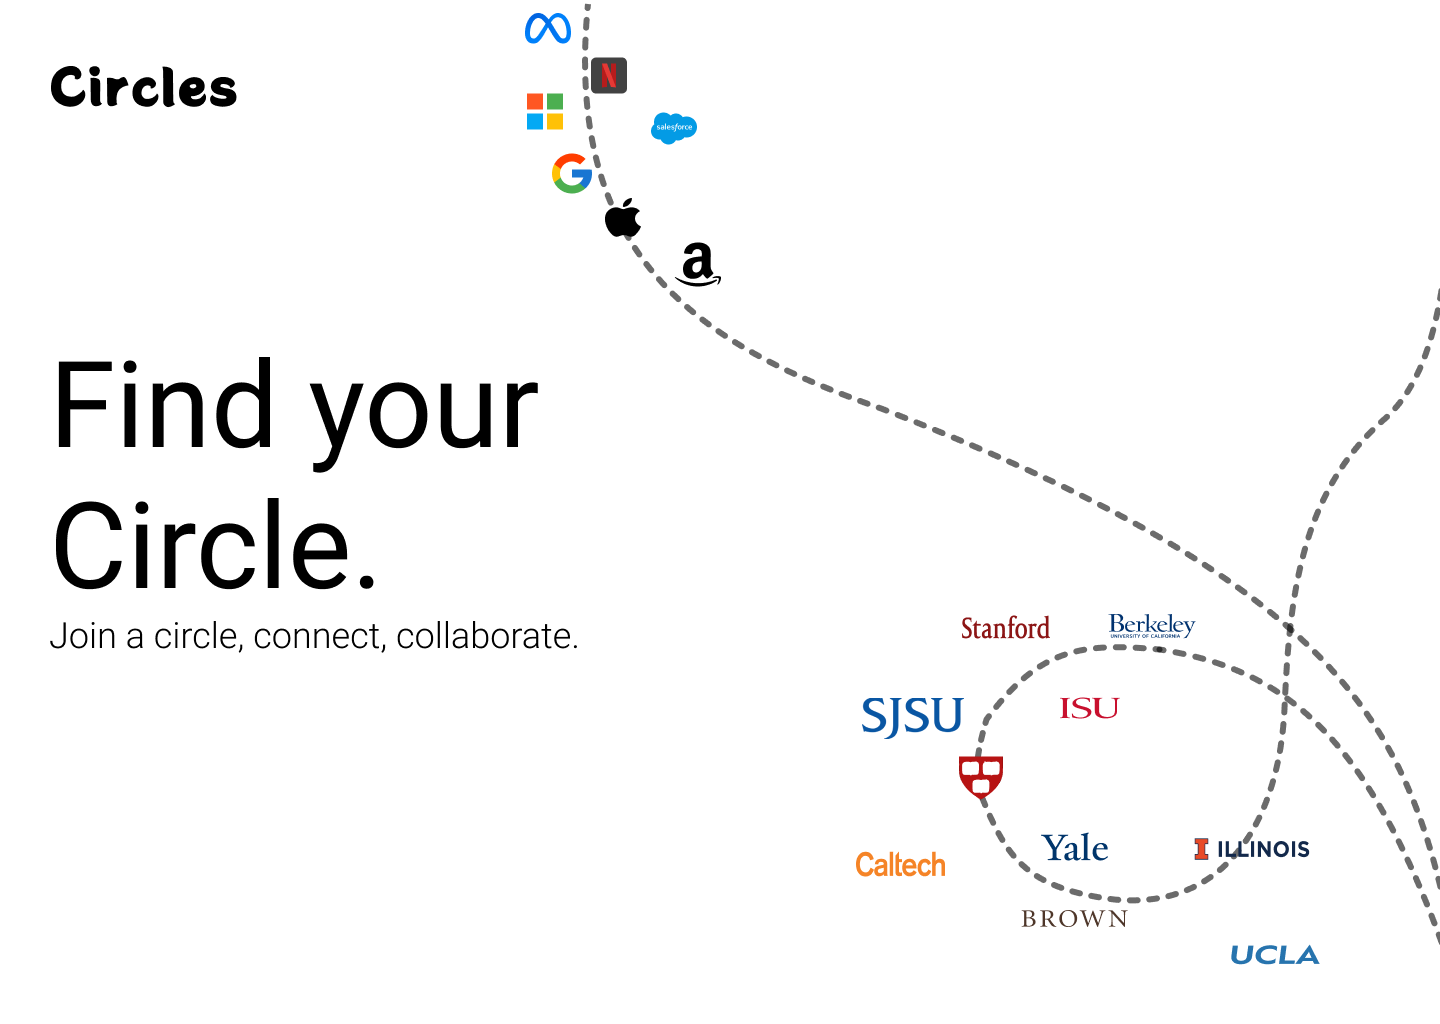 Circles
salesforce
a
Find your
Circle.
Join a circle, connect, collaborate.
Stanford
Berkeley
UNIVERSITY OF CALIFORNIA
SJSU
ISU
Yale
ILLINOIS
Caltech
BROWN
UCLA